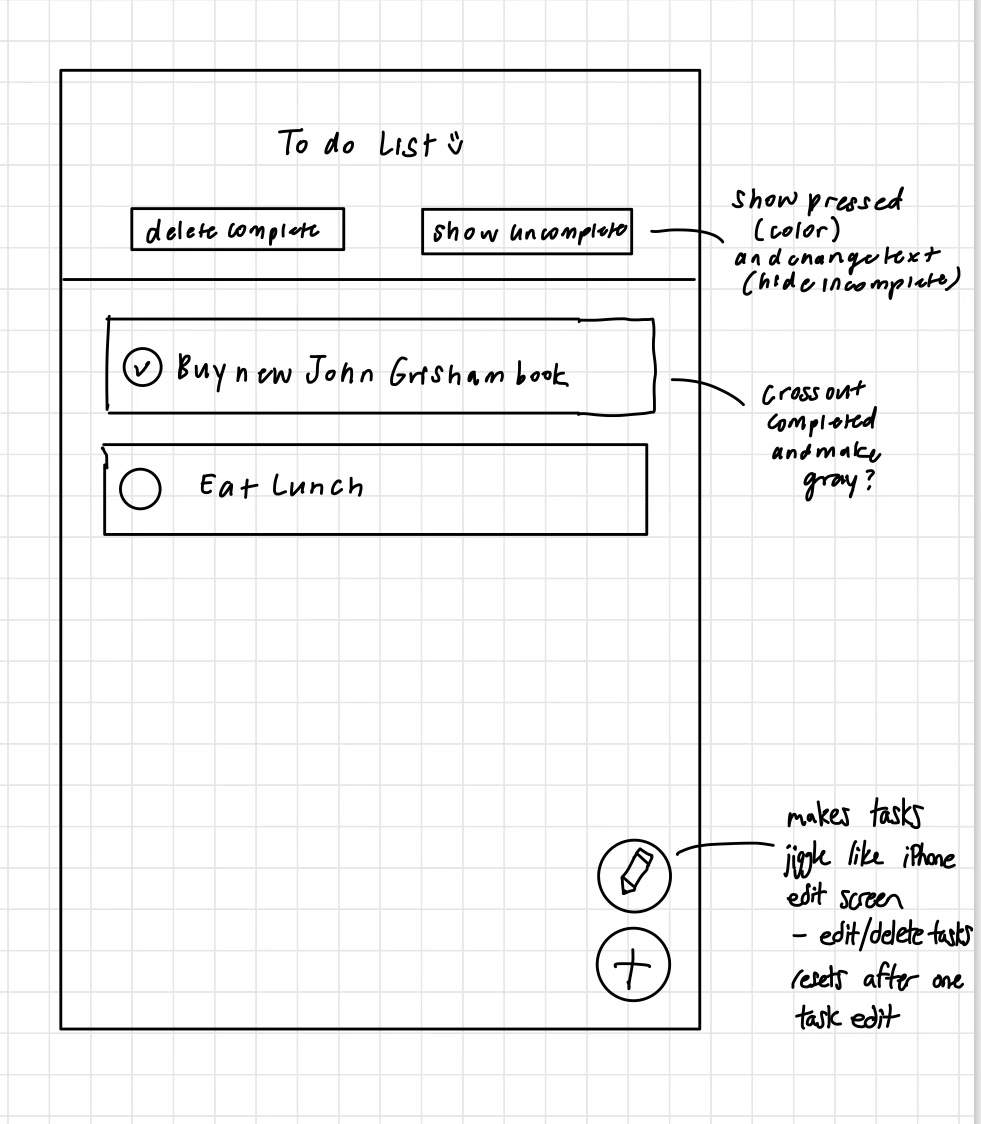 To do List
delete complete
show uncomplete
show pressed
(color)
and change text
(hide incomplete)
Buy new John Grisham book
Cross out
completed
and make
gray?
Eat Lunch
makes tasks
jiggle like iPhone
edit screen
- edit/delete tasks
resets after one
task edit